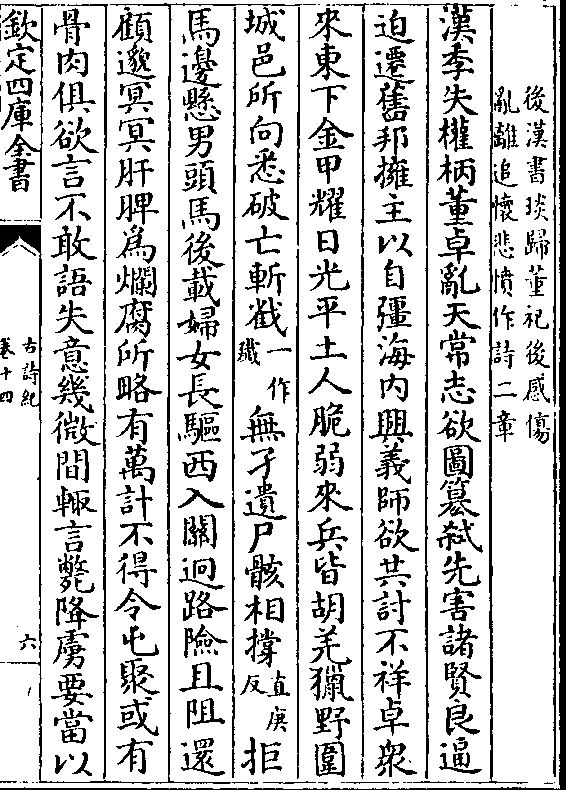 後漢書琰歸董祀後感傷
亂離追懷悲憤作詩二章
漢季失權柄董卓亂天常志欲圖篡弒先害諸賢良逼
迫遷舊邦擁主以自彊海内興義師欲共討不祥卓衆
來東下金甲耀日光平土人脆弱來兵皆胡羌獵野圍
城邑所向悉破亡斬截一作㦰無孑遺尸骸相撑直庚反拒
馬邊懸男頭馬後載婦女長驅西入關迥路險且阻還
顧邈冥冥肝脾為爛腐所略有萬計不得令屯聚或有
骨肉俱欲言不敢語失意幾微間輙言斃降虜要當以
欽定四庫全書
古詩紀
卷十四
六